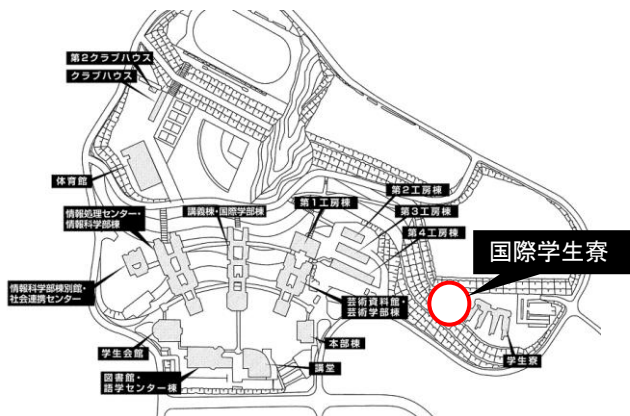 第2クラブハウス
クラブハウス
体育館
情報処理センター・
情報科学部棟
講義棟・国際学部棟
第1工房棟
第2工房棟
第3工房棟
第4工房棟
国際学生寮
情報科学部棟別館・
社会連携センター
芸術資料館・
芸術学部棟
学生会館
本部棟
学生寮
図書館・
語学センター棟
講堂